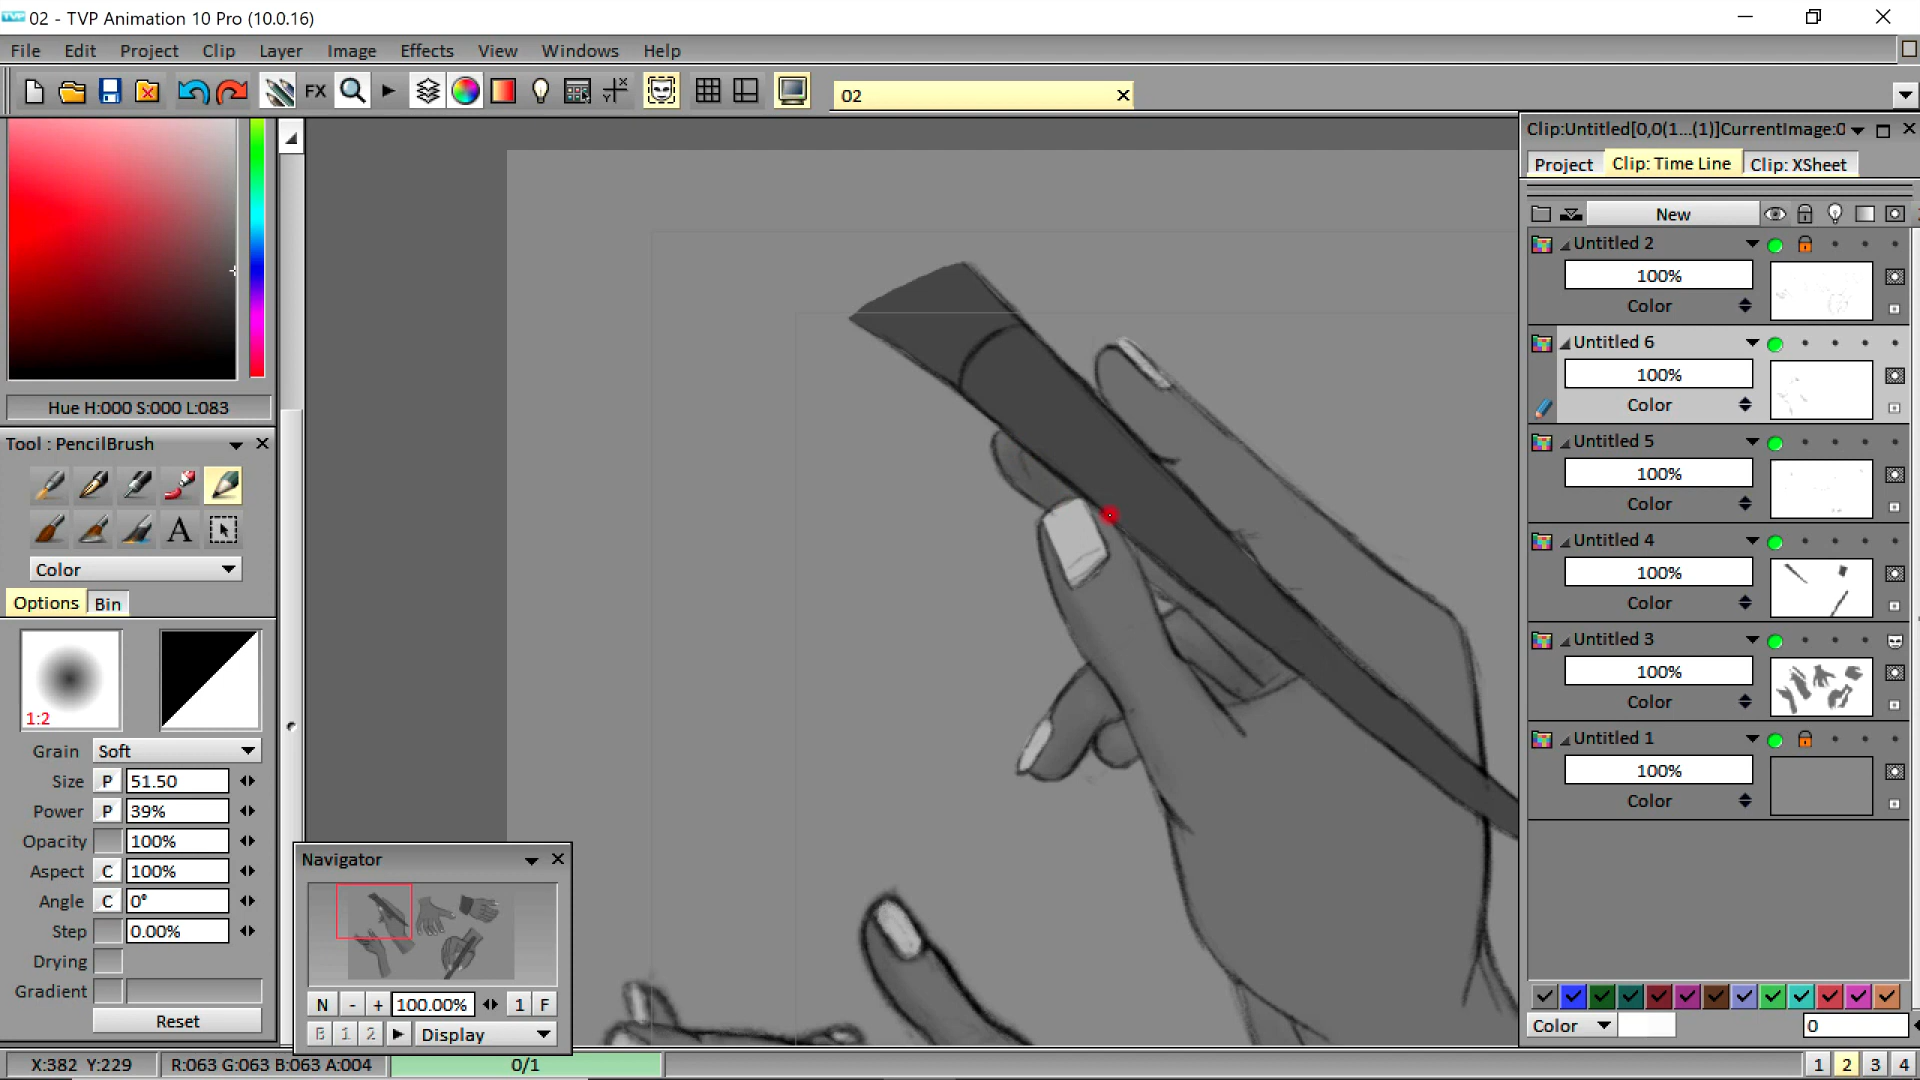 02 - TVP Animation 10 Pro (10.0.16)
File Edit Project Clip Layer Image Effects View Windows Help
FX
02
Clip:Untitled[0,0(1...(1)]CurrentImage:0
Project Clip: Time Line Clip: XSheet
New
Untitled 2
100%
Color
Untitled 6
100%
Color
Untitled 5
100%
Color
Untitled 4
100%
Color
Untitled 3
100%
Color
Untitled 1
100%
Color
Color
0
Hue H:000 S:000 L:083
Tool : PencilBrush
A
Color
Options Bin
1:2
Grain Soft
Size P 51.50
Power P 39%
Opacity 100%
Aspect C 100%
Angle C 0°
Step 0.00%
Drying
Gradient
Reset
Navigator
N - + 100.00% 1 F
B 1 2 Display
X:382 Y:229 R:063 G:063 B:063 A:004 0/1 1 2 3 4